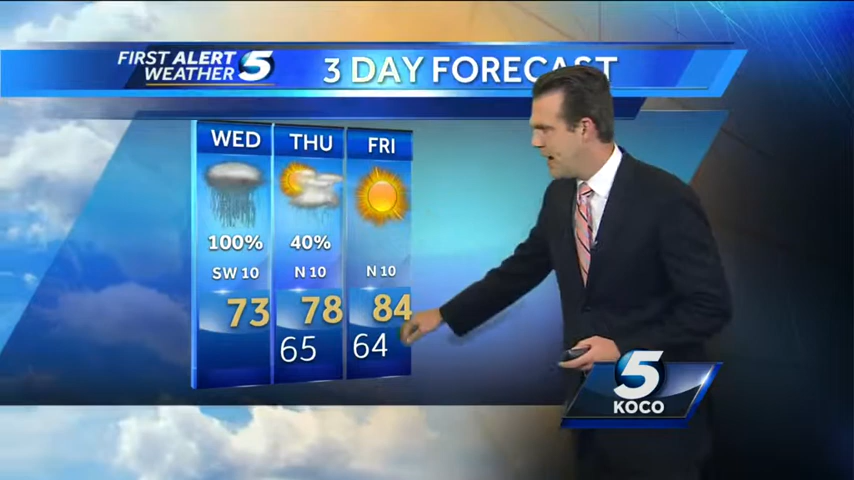 FIRST ALERT
WEATHER 5
3 DAY FORECAST
WED THU FRI
100% 40%
SW 10 N 10 N 10
73 78 84
65 64
5
KOCO